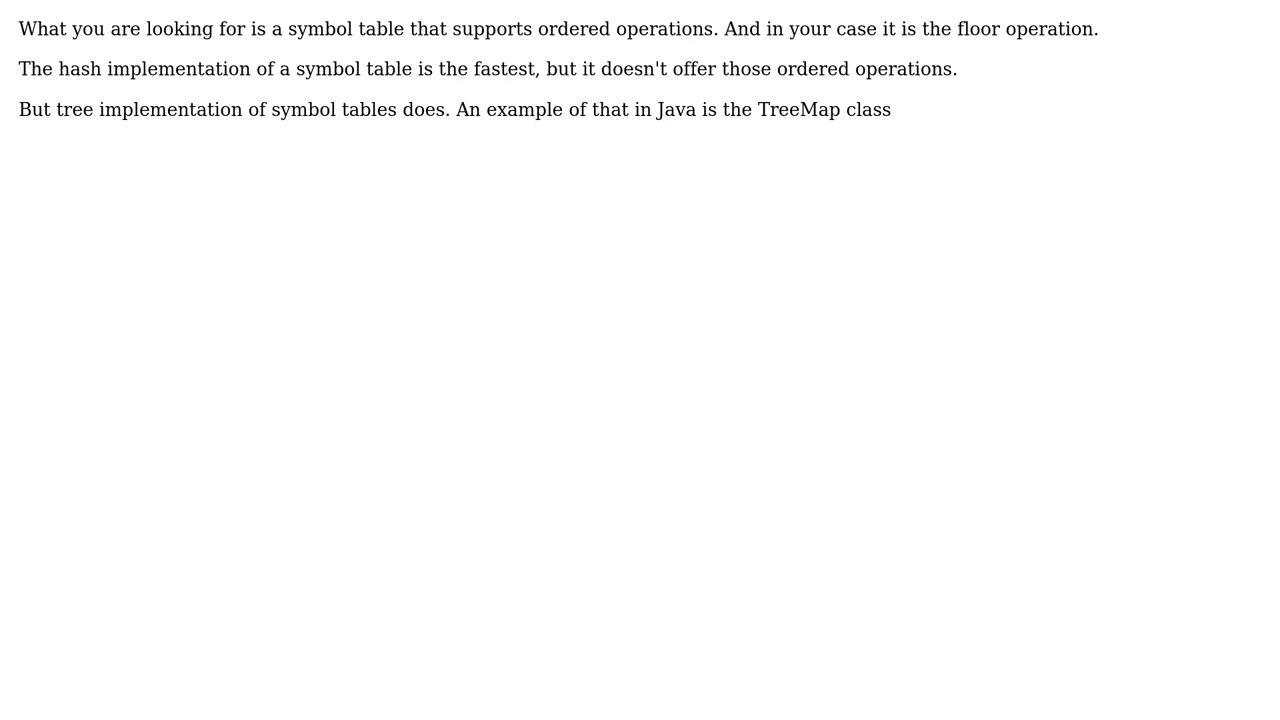 What you are looking for is a symbol table that supports ordered operations. And in your case it is the floor operation.
The hash implementation of a symbol table is the fastest, but it doesn't offer those ordered operations.
But tree implementation of symbol tables does. An example of that in Java is the TreeMap class